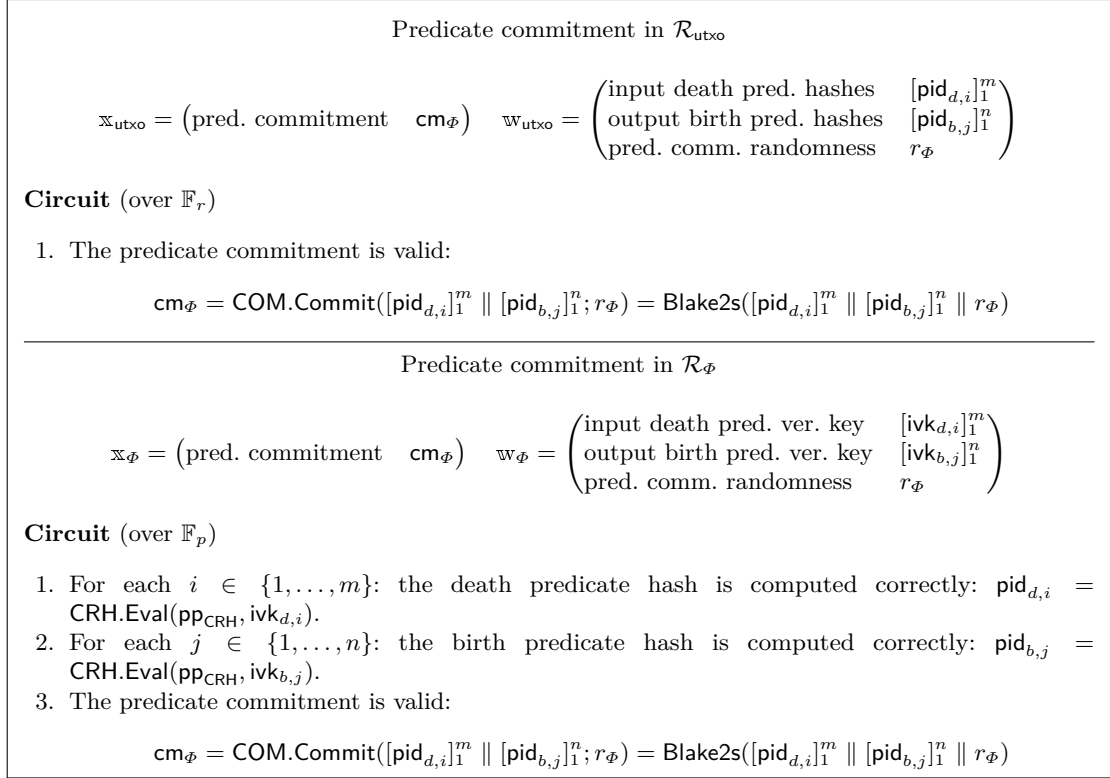 Predicate commitment in 𝓡_utxo
𝕩_utxo = (pred. commitment cm_Φ) 𝕨_utxo = (input death pred. hashes [pid_{d,i}]_1^m
output birth pred. hashes [pid_{b,j}]_1^n
pred. comm. randomness r_Φ)
Circuit (over 𝔽_r)
1. The predicate commitment is valid:
cm_Φ = COM.Commit([pid_{d,i}]_1^m ∥ [pid_{b,j}]_1^n; r_Φ) = Blake2s([pid_{d,i}]_1^m ∥ [pid_{b,j}]_1^n ∥ r_Φ)
Predicate commitment in 𝓡_Φ
𝕩_Φ = (pred. commitment cm_Φ) 𝕨_Φ = (input death pred. ver. key [ivk_{d,i}]_1^m
output birth pred. ver. key [ivk_{b,j}]_1^n
pred. comm. randomness r_Φ)
Circuit (over 𝔽_p)
1. For each i ∈ {1, . . . , m}: the death predicate hash is computed correctly: pid_{d,i} =
CRH.Eval(pp_CRH, ivk_{d,i}).
2. For each j ∈ {1, . . . , n}: the birth predicate hash is computed correctly: pid_{b,j} =
CRH.Eval(pp_CRH, ivk_{b,j}).
3. The predicate commitment is valid:
cm_Φ = COM.Commit([pid_{d,i}]_1^m ∥ [pid_{b,j}]_1^n; r_Φ) = Blake2s([pid_{d,i}]_1^m ∥ [pid_{b,j}]_1^n ∥ r_Φ)